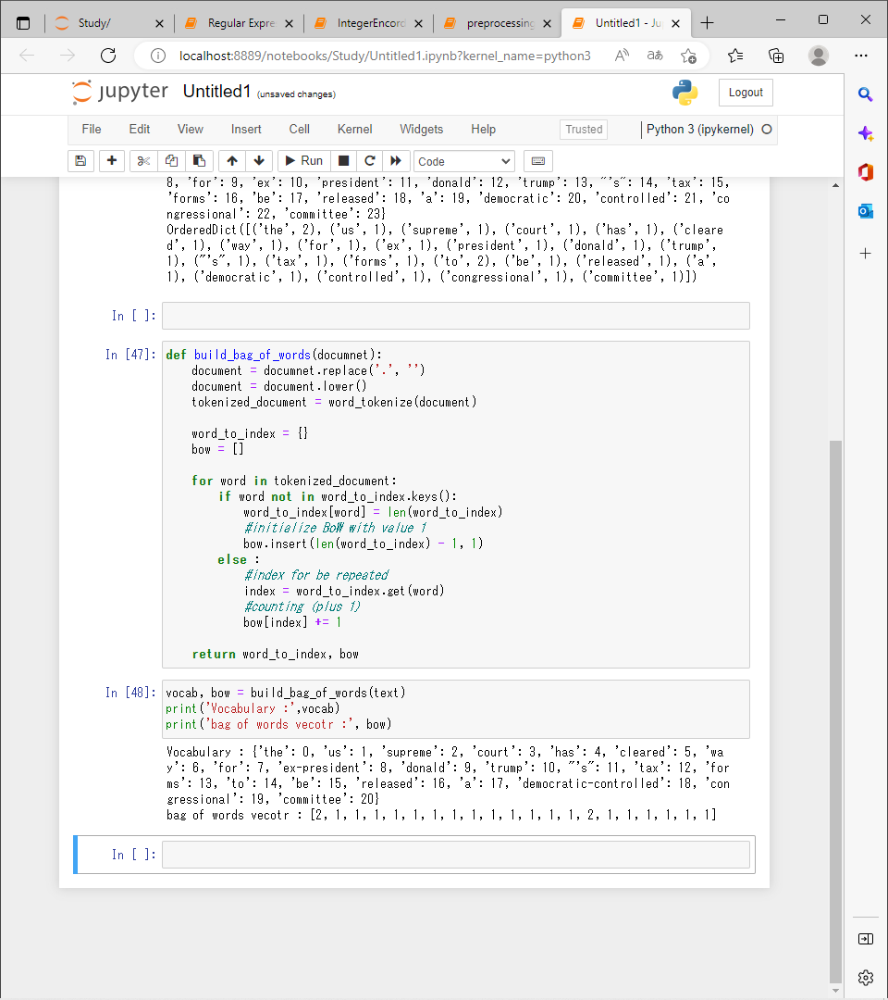 Study/
Regular Expre
IntegerEncord
preprocessing
Untitled1 - Ju
localhost:8889/notebooks/Study/Untitled1.ipynb?kernel_name=python3
jupyter Untitled1 (unsaved changes)
Logout
File Edit View Insert Cell Kernel Widgets Help Trusted Python 3 (ipykernel)
Run Code
8, 'for': 9, 'ex': 10, 'president': 11, 'donald': 12, 'trump': 13, "'s": 14, 'tax': 15,
'forms': 16, 'be': 17, 'released': 18, 'a': 19, 'democratic': 20, 'controlled': 21, 'co
ngressional': 22, 'committee': 23}
OrderedDict([('the', 2), ('us', 1), ('supreme', 1), ('court', 1), ('has', 1), ('cleare
d', 1), ('way', 1), ('for', 1), ('ex', 1), ('president', 1), ('donald', 1), ('trump',
1), ("'s", 1), ('tax', 1), ('forms', 1), ('to', 2), ('be', 1), ('released', 1), ('a',
1), ('democratic', 1), ('controlled', 1), ('congressional', 1), ('committee', 1)])
In [ ]:
In [47]: def build_bag_of_words(documnet):
document = documnet.replace('.', '')
document = document.lower()
tokenized_document = word_tokenize(document)
word_to_index = {}
bow = []
for word in tokenized_document:
if word not in word_to_index.keys():
word_to_index[word] = len(word_to_index)
#initialize BoW with value 1
bow.insert(len(word_to_index) - 1, 1)
else :
#index for be repeated
index = word_to_index.get(word)
#counting (plus 1)
bow[index] += 1
return word_to_index, bow
In [48]: vocab, bow = build_bag_of_words(text)
print('Vocabulary :',vocab)
print('bag of words vecotr :', bow)
Vocabulary : {'the': 0, 'us': 1, 'supreme': 2, 'court': 3, 'has': 4, 'cleared': 5, 'wa
y': 6, 'for': 7, 'ex-president': 8, 'donald': 9, 'trump': 10, "'s": 11, 'tax': 12, 'for
ms': 13, 'to': 14, 'be': 15, 'released': 16, 'a': 17, 'democratic-controlled': 18, 'con
gressional': 19, 'committee': 20}
bag of words vecotr : [2, 1, 1, 1, 1, 1, 1, 1, 1, 1, 1, 1, 1, 1, 2, 1, 1, 1, 1, 1, 1]
In [ ]: